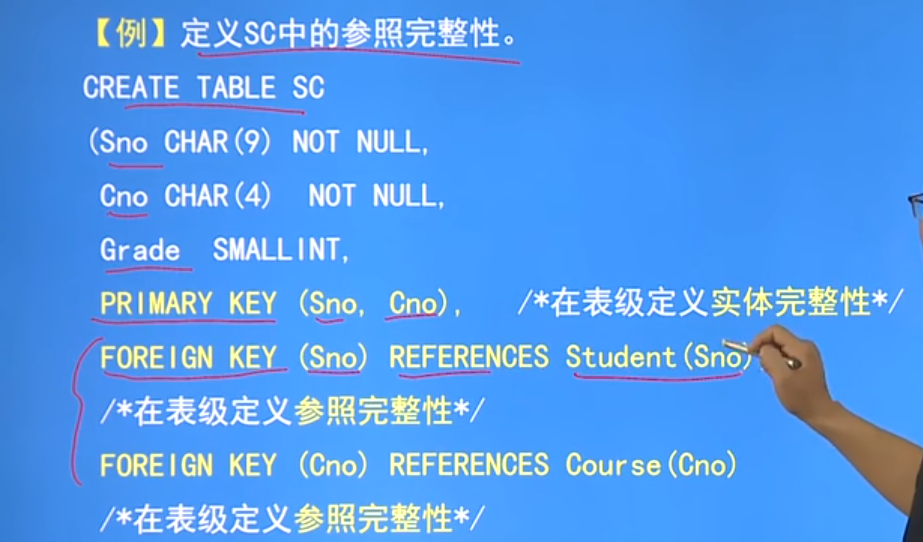 【例】定义SC中的参照完整性。
CREATE TABLE SC
(Sno CHAR(9) NOT NULL,
Cno CHAR(4) NOT NULL,
Grade SMALLINT,
PRIMARY KEY (Sno, Cno), /*在表级定义实体完整性*/
FOREIGN KEY (Sno) REFERENCES Student(Sno)
/*在表级定义参照完整性*/
FOREIGN KEY (Cno) REFERENCES Course(Cno)
/*在表级定义参照完整性*/